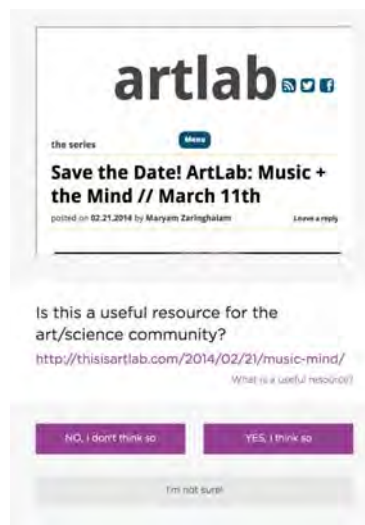 artlab
the series
Menu
Save the Date! ArtLab: Music +
the Mind // March 11th
posted on 02.21.2014 by Maryam Zaringhalam
Leave a reply
Is this a useful resource for the
art/science community?
http://thisisartlab.com/2014/02/21/music-mind/
What is a useful resource?
NO, I don't think so
YES, I think so
I'm not sure!